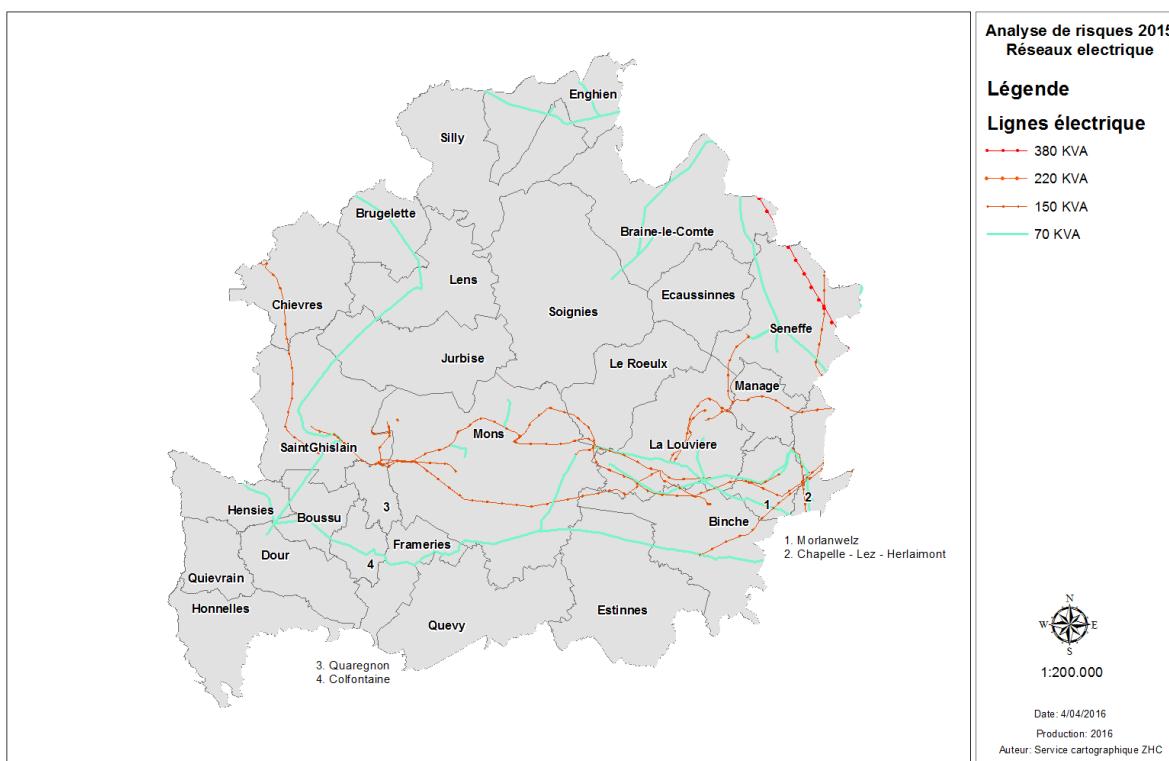 Analyse de risques 2015
Réseaux electrique
Légende
Lignes électrique
380 KVA
220 KVA
150 KVA
70 KVA
Enghien
Silly
Brugelette
Braine-le-Comte
Lens
Ecaussinnes
Chievres
Soignies
Seneffe
Jurbise
Le Roeulx
Manage
Mons
SaintGhislain
La Louviere
Hensies
Boussu
3
1
2
Binche
Frameries
Dour
4
Quievrain
Honnelles
Estinnes
Quevy
1. Morlanwelz
2. Chapelle - Lez - Herlaimont
3. Quaregnon
4. Colfontaine
N
W E
S
1:200.000
Date: 4/04/2016
Production: 2016
Auteur: Service cartographique ZHC